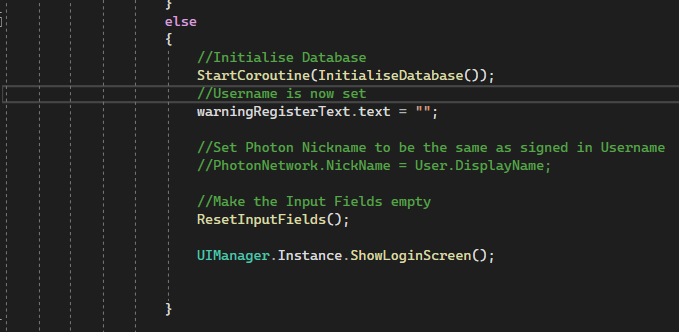 }
else
{
//Initialise Database
StartCoroutine(InitialiseDatabase());
//Username is now set
warningRegisterText.text = "";
//Set Photon Nickname to be the same as signed in Username
//PhotonNetwork.NickName = User.DisplayName;
//Make the Input Fields empty
ResetInputFields();
UIManager.Instance.ShowLoginScreen();
}